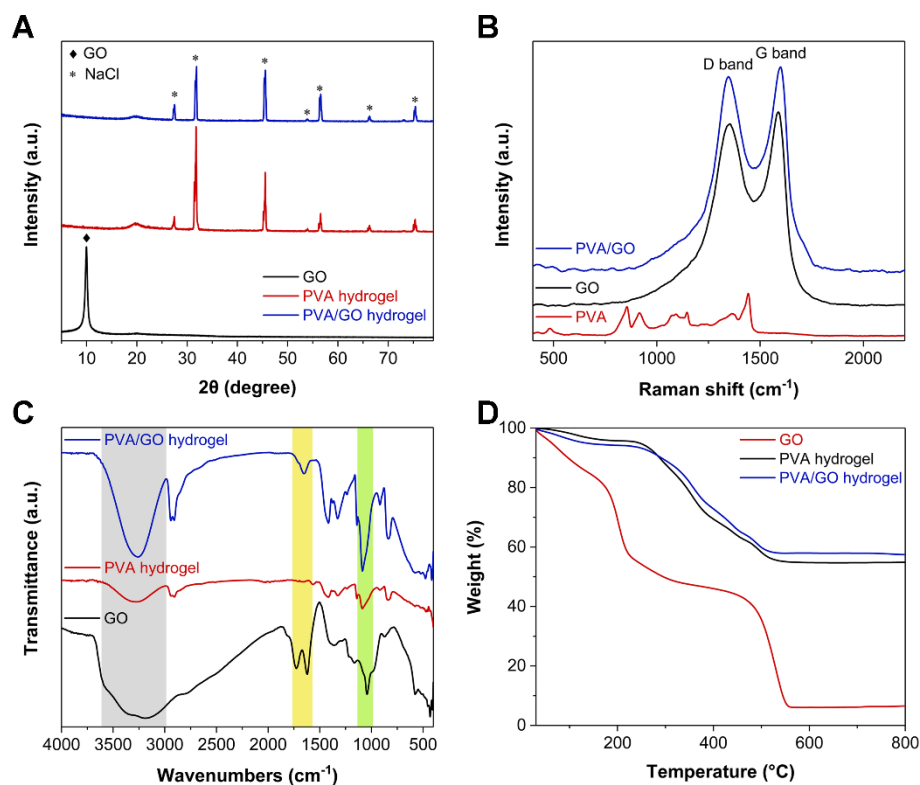 A
♦ GO
* NaCl
* * * * * * *
♦
GO
PVA hydrogel
PVA/GO hydrogel
Intensity (a.u.)
10 20 30 40 50 60 70
2θ (degree)
B
D band
G band
PVA/GO
GO
PVA
Intensity (a.u.)
500 1000 1500 2000
Raman shift (cm⁻¹)
C
PVA/GO hydrogel
PVA hydrogel
GO
Transmittance (a.u.)
4000 3500 3000 2500 2000 1500 1000 500
Wavenumbers (cm⁻¹)
D
GO
PVA hydrogel
PVA/GO hydrogel
Weight (%)
100
80
60
40
20
0
200 400 600 800
Temperature (°C)